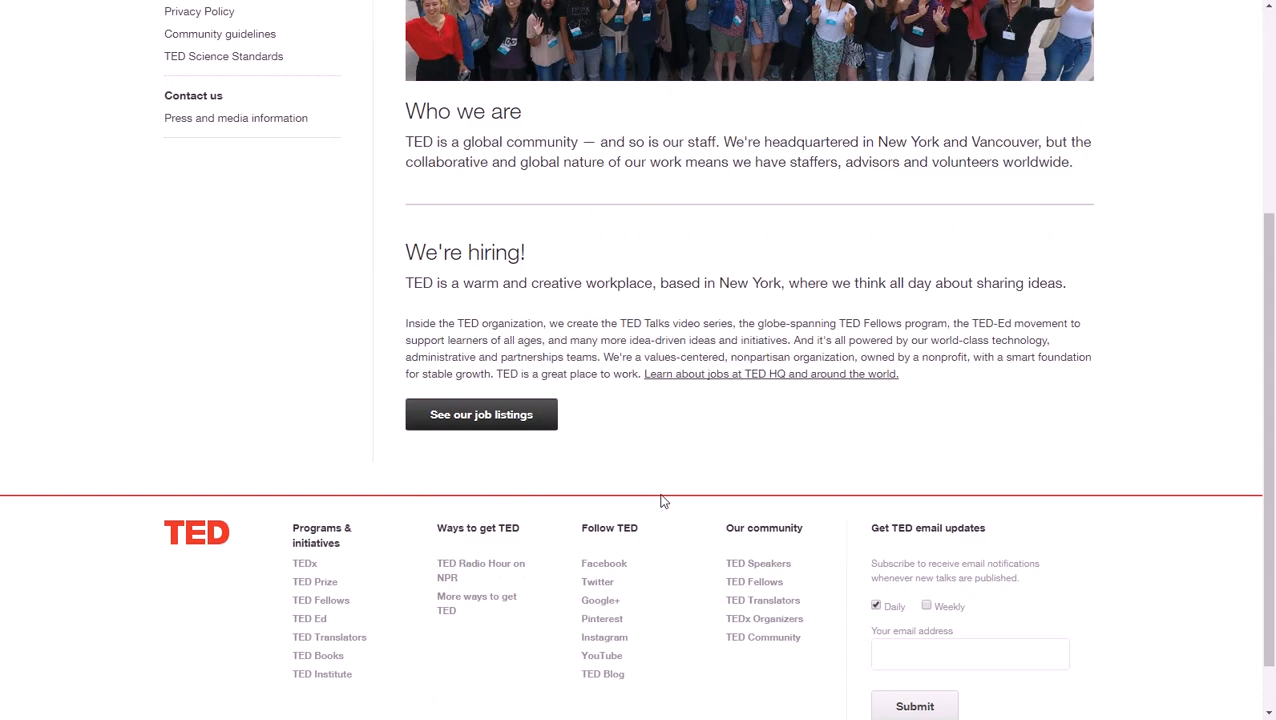 Privacy Policy
Community guidelines
TED Science Standards
Contact us
Press and media information
Who we are
TED is a global community — and so is our staff. We're headquartered in New York and Vancouver, but the
collaborative and global nature of our work means we have staffers, advisors and volunteers worldwide.
We're hiring!
TED is a warm and creative workplace, based in New York, where we think all day about sharing ideas.
Inside the TED organization, we create the TED Talks video series, the globe-spanning TED Fellows program, the TED-Ed movement to
support learners of all ages, and many more idea-driven ideas and initiatives. And it's all powered by our world-class technology,
administrative and partnerships teams. We're a values-centered, nonpartisan organization, owned by a nonprofit, with a smart foundation
for stable growth. TED is a great place to work. Learn about jobs at TED HQ and around the world.
See our job listings
TED
Programs &
initiatives
TEDx
TED Prize
TED Fellows
TED Ed
TED Translators
TED Books
TED Institute
Ways to get TED
TED Radio Hour on
NPR
More ways to get
TED
Follow TED
Facebook
Twitter
Google+
Pinterest
Instagram
YouTube
TED Blog
Our community
TED Speakers
TED Fellows
TED Translators
TEDx Organizers
TED Community
Get TED email updates
Subscribe to receive email notifications
whenever new talks are published.
Daily Weekly
Your email address
Submit